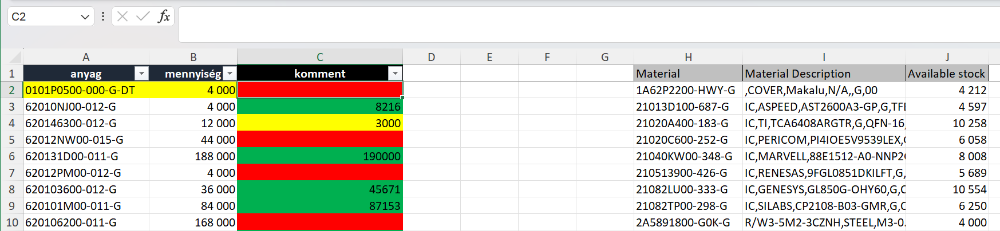 C2 fx
A B C D E F G H I J
1 anyag mennyiség komment Material Material Description Available stock
2 0101P0500-000-G-DT 4 000 1A62P2200-HWY-G ,COVER,Makalu,N/A,,G,00 4 212
3 62010NJ00-012-G 4 000 8216 21013D100-687-G IC,ASPEED,AST2600A3-GP,G,TFE 4 597
4 620146300-012-G 12 000 3000 21020A400-183-G IC,TI,TCA6408ARGTR,G,QFN-16, 10 258
5 62012NW00-015-G 44 000 21020C600-252-G IC,PERICOM,PI4IOE5V9539LEX, 6 058
6 620131D00-011-G 188 000 190000 21040KW00-348-G IC,MARVELL,88E1512-A0-NNP2 8 008
7 62012PM00-012-G 4 000 210513900-426-G IC,RENESAS,9FGL0851DKILFT,G, 5 689
8 620103600-012-G 36 000 45671 21082LU00-333-G IC,GENESYS,GL850G-OHY60,G, 10 554
9 620101M00-011-G 84 000 87153 21082TP00-298-G IC,SILABS,CP2108-B03-GMR,G, 6 250
10 620106200-011-G 168 000 2A5891800-G0K-G R/W3-5M2-3CZNH,STEEL,M3-0. 4 000